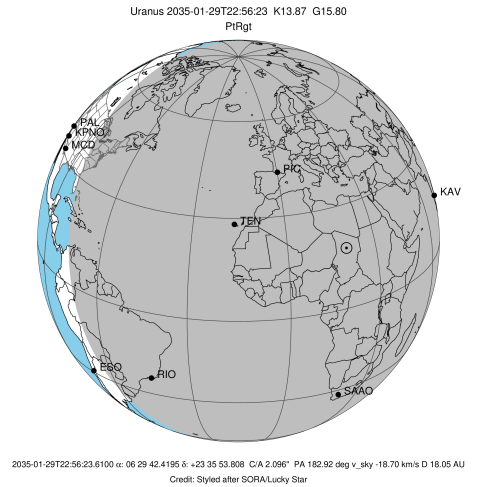 Uranus 2035-01-29T22:56:23 K13.87 G15.80
PtRgt
PAL
KPNO
MCD
PIC
KAV
TEN
ESO
RIO
SAAO
2035-01-29T22:56:23.6100 α: 06 29 42.4195 δ: +23 35 53.808 C/A 2.096" PA 182.92 deg v_sky -18.70 km/s D 18.05 AU
Credit: Styled after SORA/Lucky Star